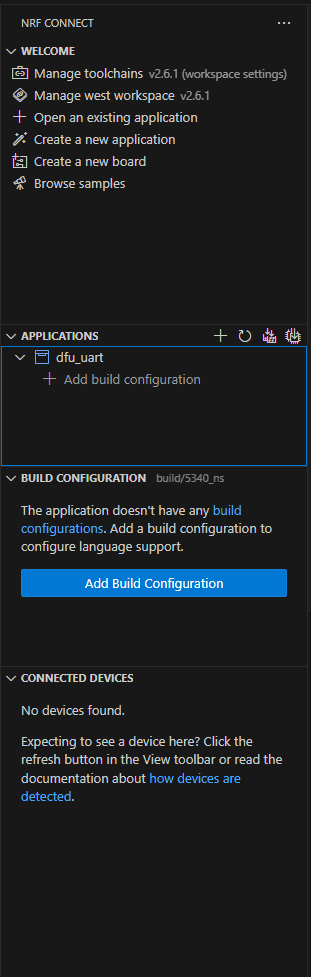 NRF CONNECT
WELCOME
Manage toolchains v2.6.1 (workspace settings)
Manage west workspace v2.6.1
Open an existing application
Create a new application
Create a new board
Browse samples
APPLICATIONS
dfu_uart
Add build configuration
BUILD CONFIGURATION build/5340_ns
The application doesn't have any build
configurations. Add a build configuration to
configure language support.
Add Build Configuration
CONNECTED DEVICES
No devices found.
Expecting to see a device here? Click the
refresh button in the View toolbar or read the
documentation about how devices are
detected.